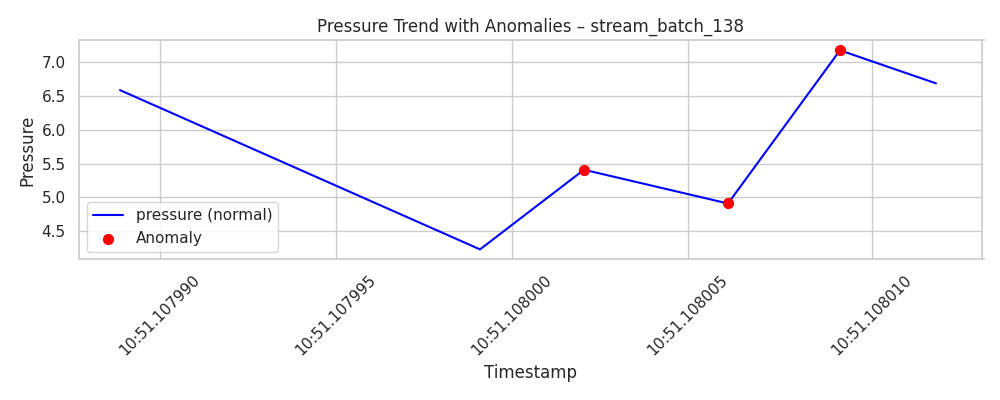 Pressure Trend with Anomalies – stream_batch_138
Pressure
7.0
6.5
6.0
5.5
5.0
4.5
pressure (normal)
Anomaly
10:51.107990
10:51.107995
10:51.108000
10:51.108005
10:51.108010
Timestamp